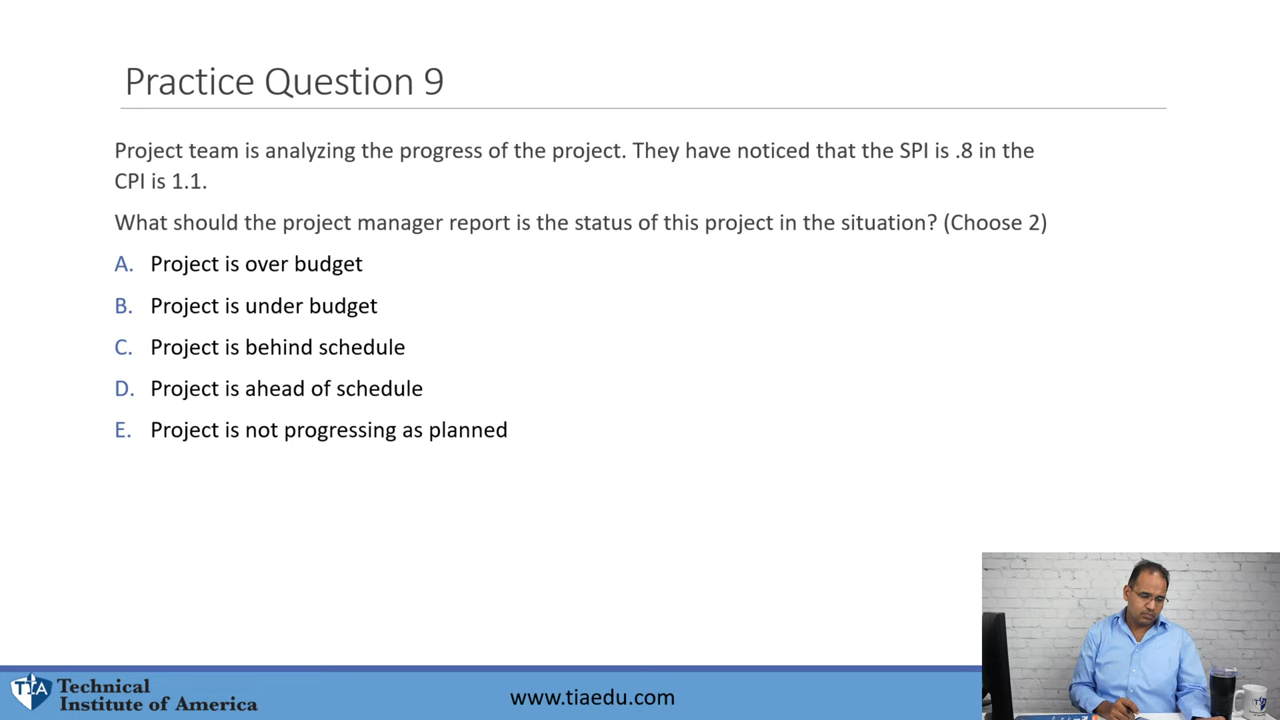 Practice Question 9
Project team is analyzing the progress of the project. They have noticed that the SPI is .8 in the
CPI is 1.1.
What should the project manager report is the status of this project in the situation? (Choose 2)
A. Project is over budget
B. Project is under budget
C. Project is behind schedule
D. Project is ahead of schedule
E. Project is not progressing as planned
TIA
Technical
Institute of America
www.tiaedu.com